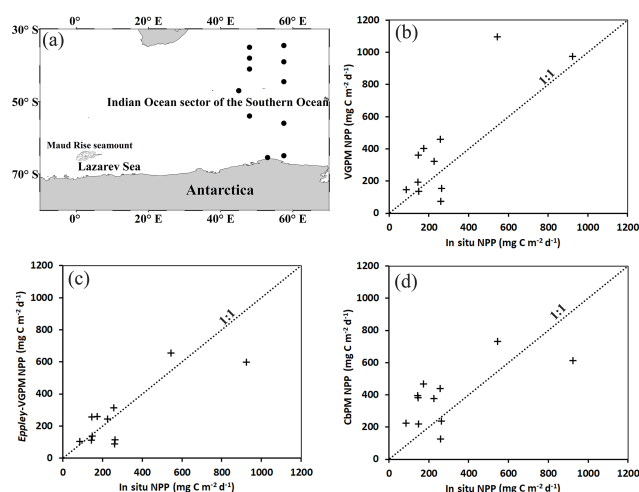 (a)
0° 20° E 40° E 60° E
30° S
50° S
70° S
Indian Ocean sector of the Southern Ocean
Maud Rise seamount
Lazarev Sea
Antarctica
0° 20° E 40° E 60° E
(b)
VGPM NPP (mg C m⁻² d⁻¹)
1200
1000
800
600
400
200
0
1:1
0 200 400 600 800 1000 1200
In situ NPP (mg C m⁻² d⁻¹)
(c)
Eppley-VGPM NPP (mg C m⁻² d⁻¹)
1200
1000
800
600
400
200
0
1:1
0 200 400 600 800 1000 1200
In situ NPP (mg C m⁻² d⁻¹)
(d)
CbPM NPP (mg C m⁻² d⁻¹)
1200
1000
800
600
400
200
0
1:1
0 200 400 600 800 1000 1200
In situ NPP (mg C m⁻² d⁻¹)